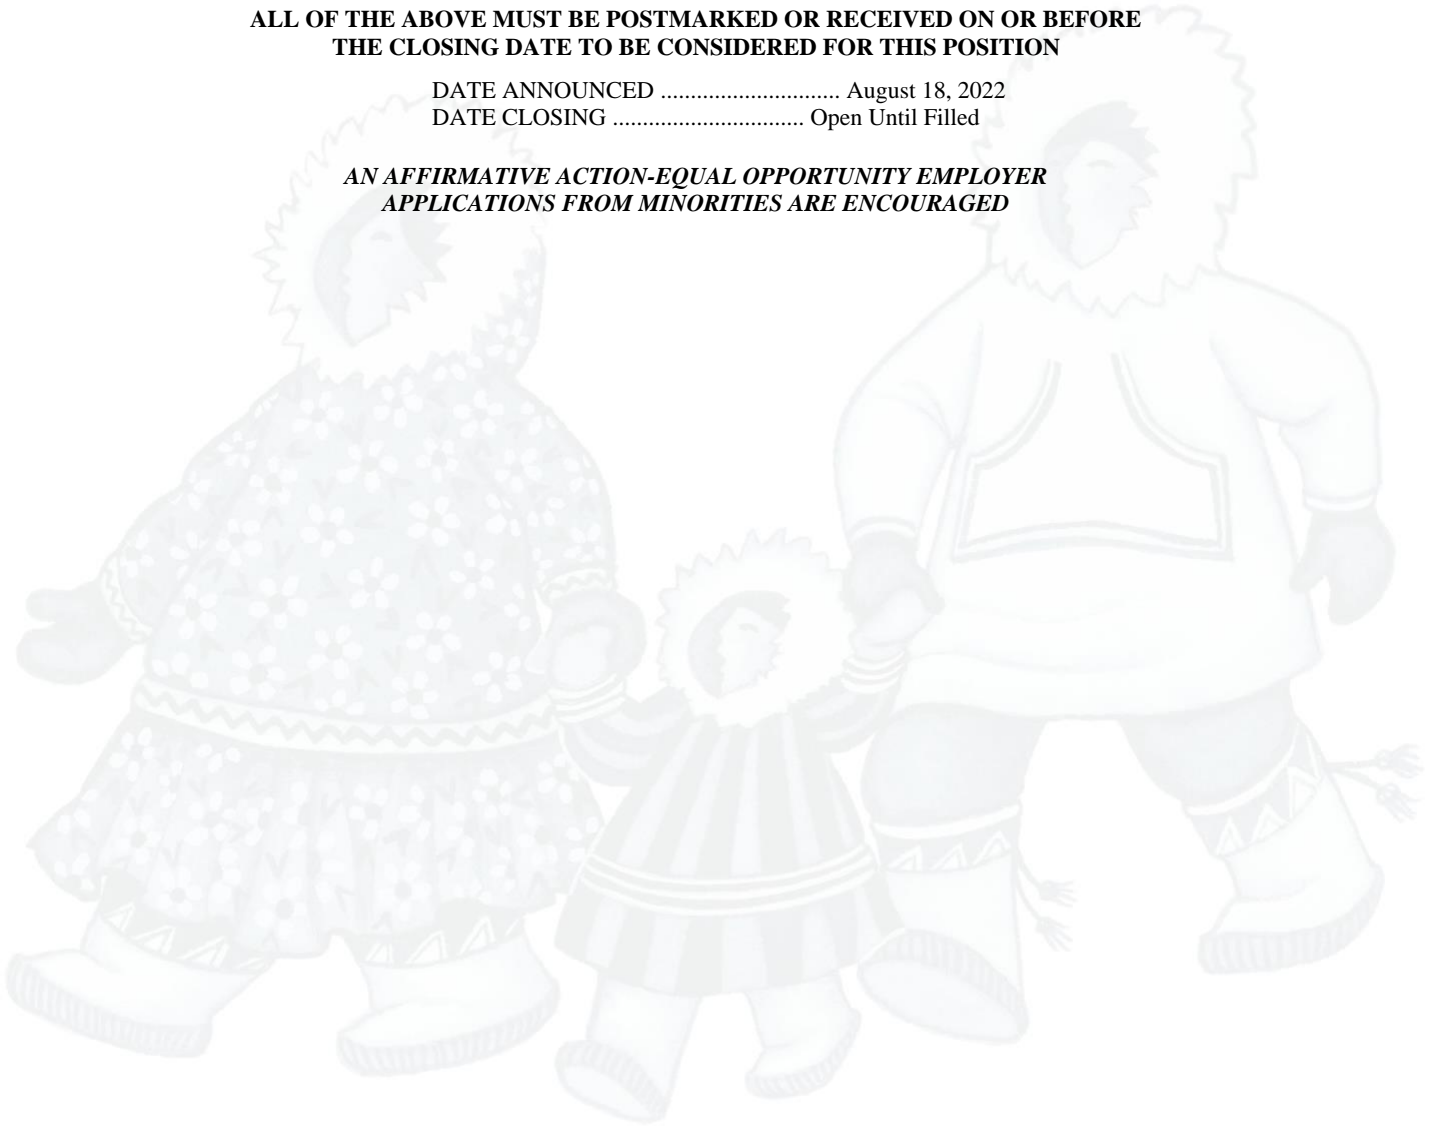 ALL OF THE ABOVE MUST BE POSTMARKED OR RECEIVED ON OR BEFORE
THE CLOSING DATE TO BE CONSIDERED FOR THIS POSITION
DATE ANNOUNCED .............................. August 18, 2022
DATE CLOSING ................................ Open Until Filled
AN AFFIRMATIVE ACTION-EQUAL OPPORTUNITY EMPLOYER
APPLICATIONS FROM MINORITIES ARE ENCOURAGED